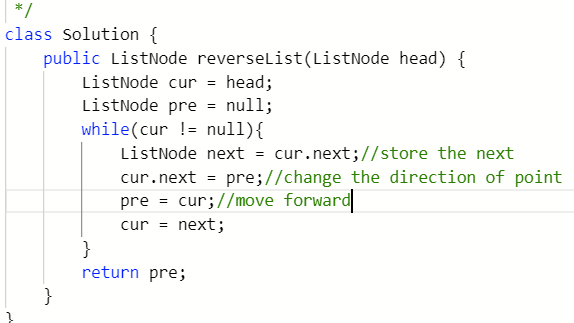 */
class Solution {
public ListNode reverseList(ListNode head) {
ListNode cur = head;
ListNode pre = null;
while(cur != null){
ListNode next = cur.next;//store the next
cur.next = pre;//change the direction of point
pre = cur;//move forward
cur = next;
}
return pre;
}
}